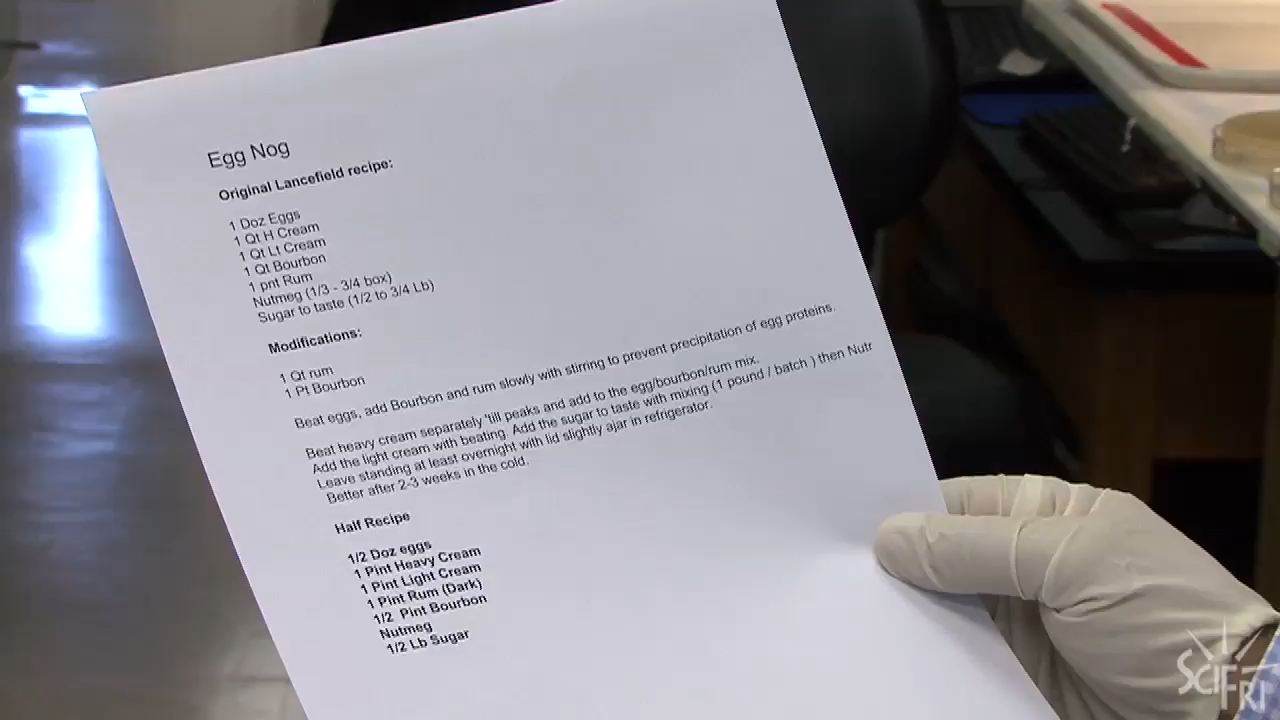 Egg Nog
Original Lancefield recipe:
1 Doz Eggs
1 Qt H Cream
1 Qt Lt Cream
1 Qt Bourbon
1 pnt Rum
Nutmeg (1/3 - 3/4 box)
Sugar to taste (1/2 to 3/4 Lb)
Modifications:
1 Qt rum
1 Pt Bourbon
Beat eggs, add Bourbon and rum slowly with stirring to prevent precipitation of egg proteins.
Beat heavy cream separately 'till peaks and add to the egg/bourbon/rum mix.
Add the light cream with beating. Add the sugar to taste with mixing (1 pound / batch ) then Nutr
Leave standing at least overnight with lid slightly ajar in refrigerator.
Better after 2-3 weeks in the cold.
Half Recipe
1/2 Doz eggs
1 Pint Heavy Cream
1 Pint Light Cream
1 Pint Rum (Dark)
1/2 Pint Bourbon
Nutmeg
1/2 Lb Sugar
SCI FRI